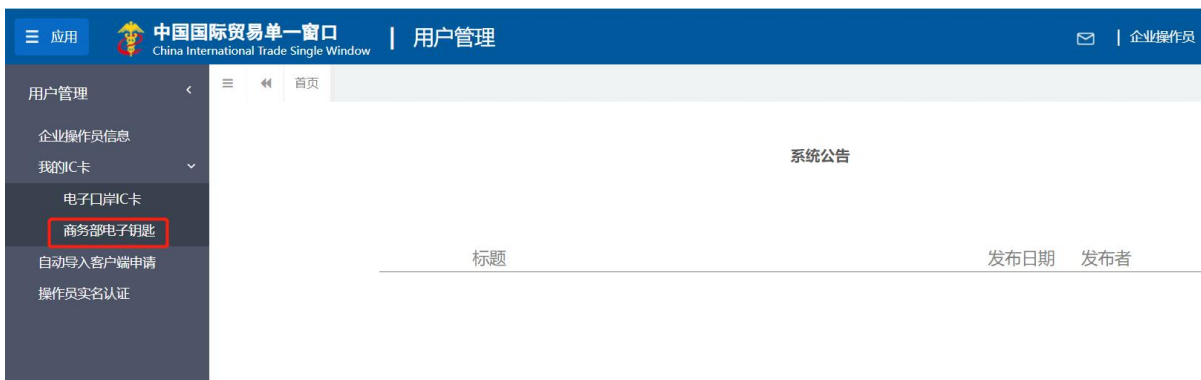 应用
中国国际贸易单一窗口
China International Trade Single Window
用户管理
企业操作员
用户管理
首页
企业操作员信息
我的IC卡
电子口岸IC卡
商务部电子钥匙
自动导入客户端申请
操作员实名认证
系统公告
标题 发布日期 发布者